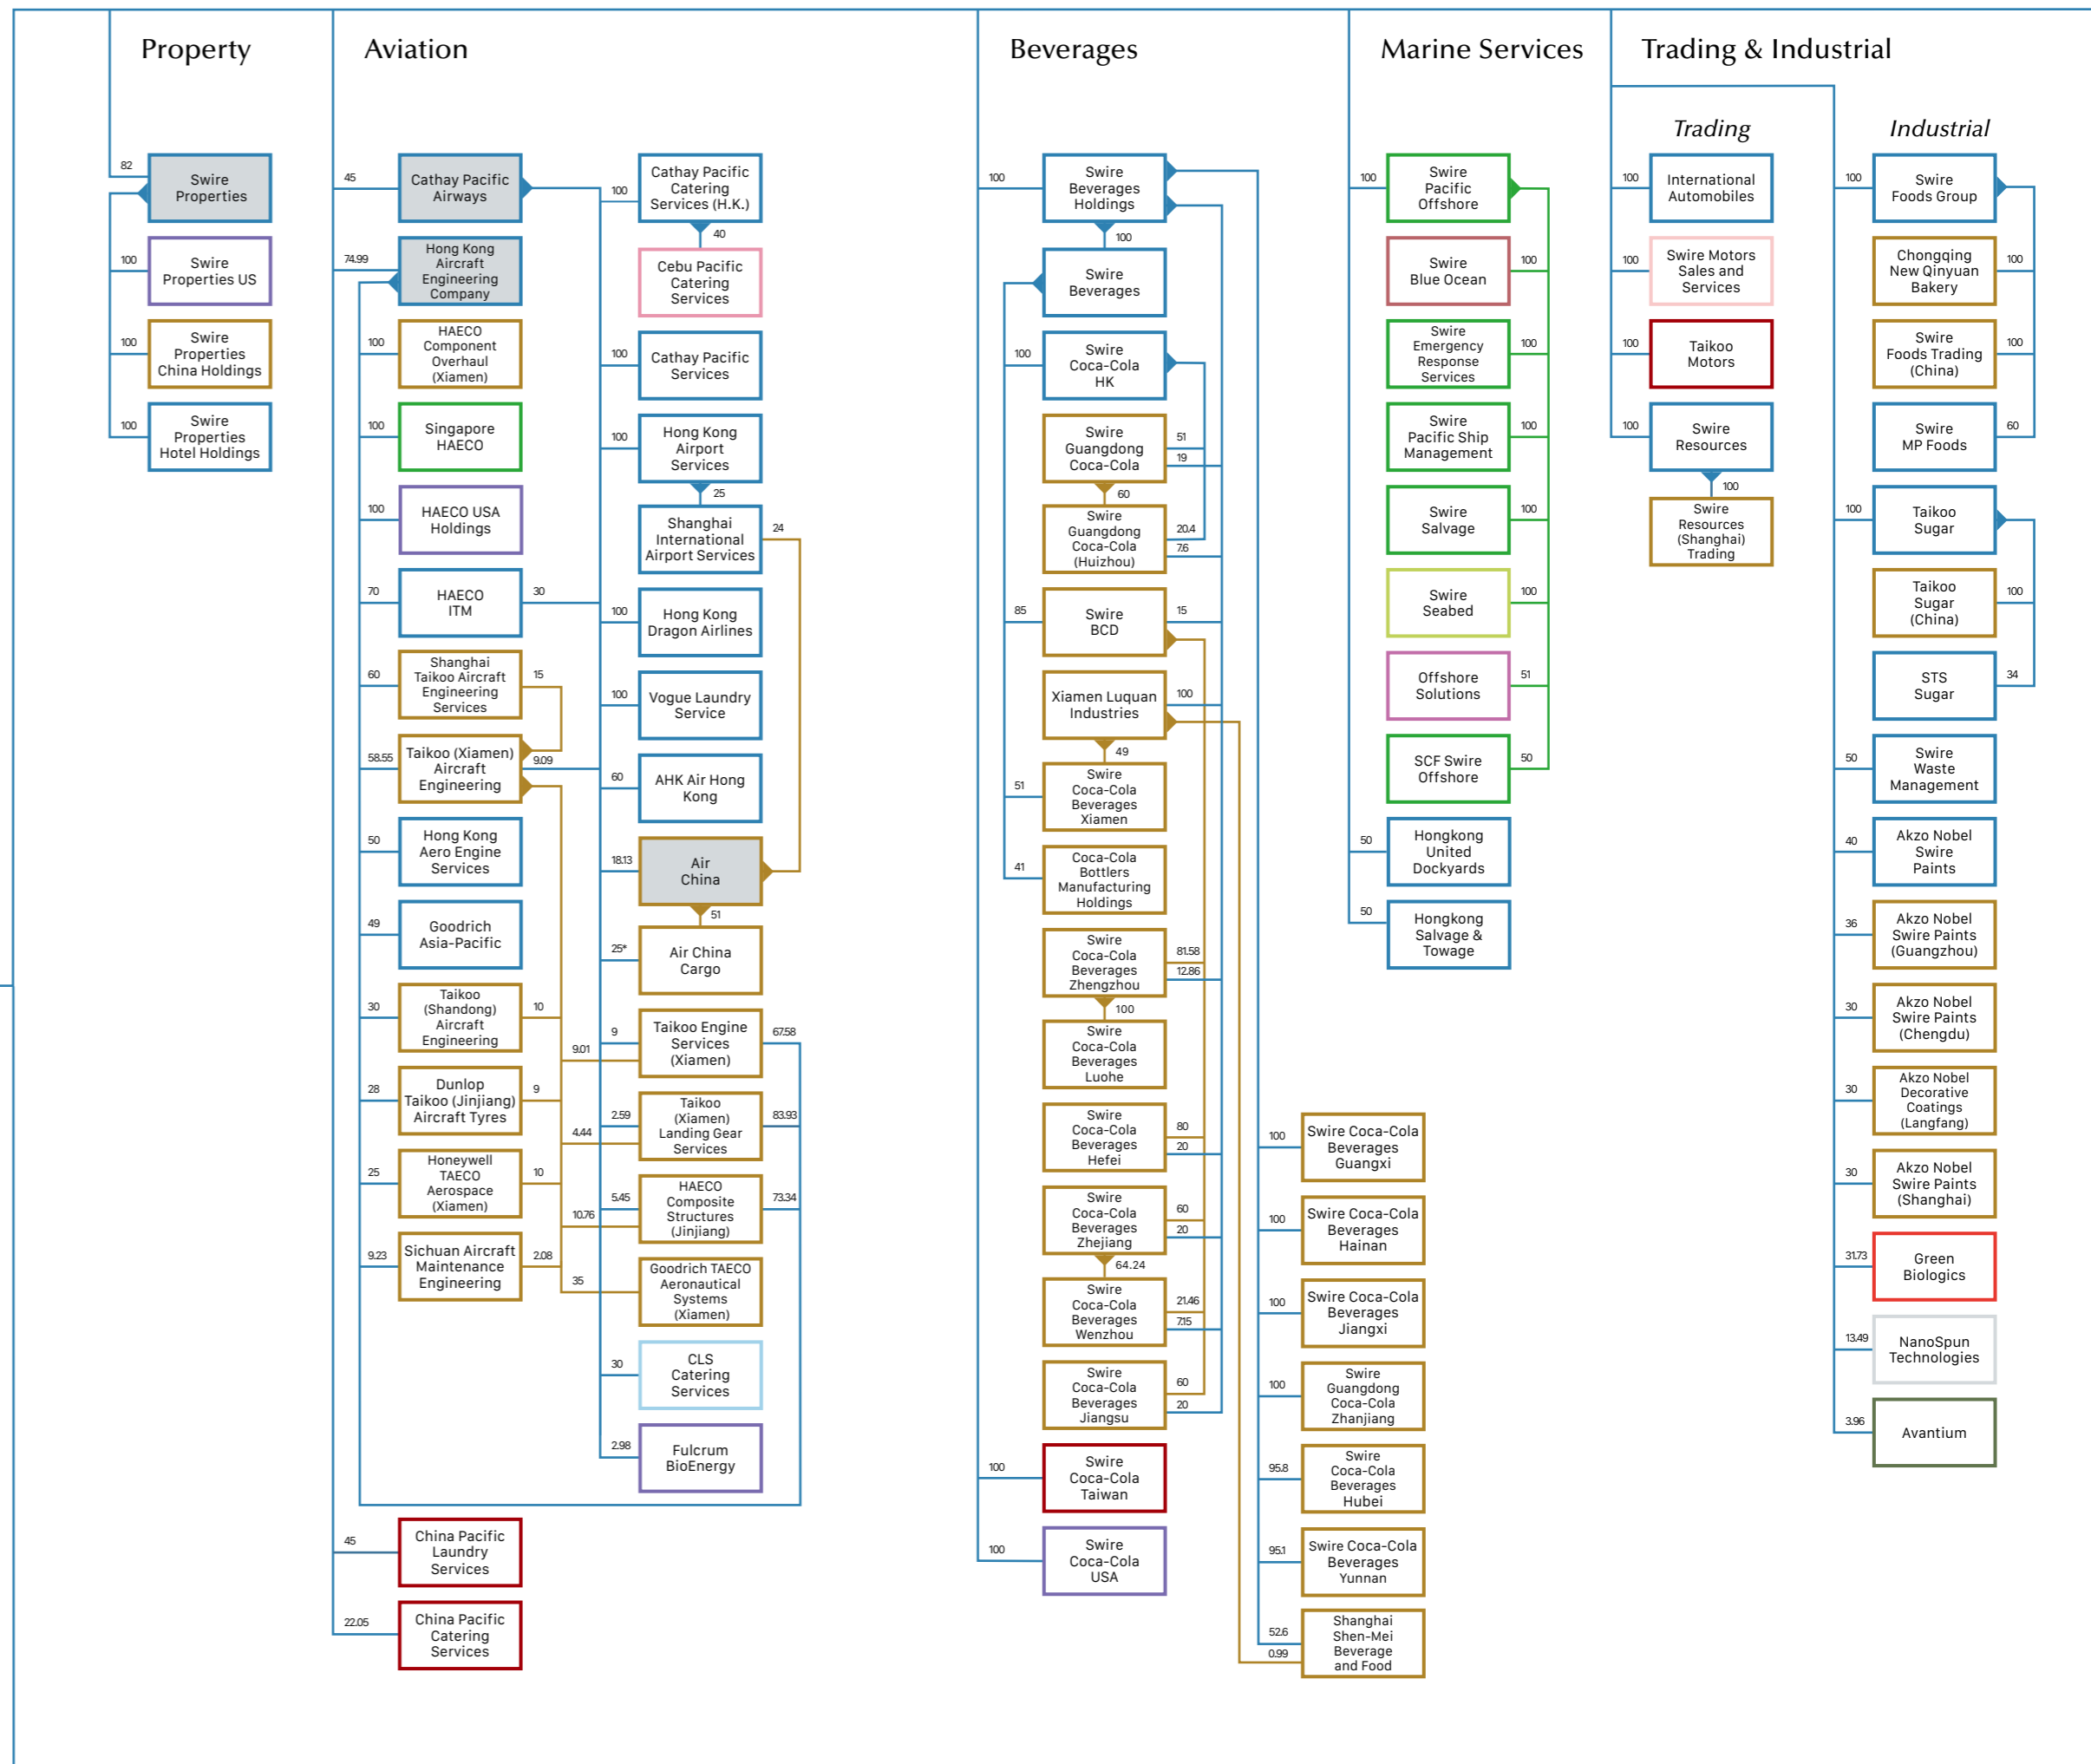 Property
Aviation
Beverages
Marine Services
Trading & Industrial
Trading
Industrial
82
Swire
Properties
100
Swire
Properties US
100
Swire
Properties
China Holdings
100
Swire
Properties
Hotel Holdings
45
Cathay Pacific
Airways
74.99
Hong Kong
Aircraft
Engineering
Company
100
HAECO
Component
Overhaul
(Xiamen)
100
Singapore
HAECO
100
HAECO USA
Holdings
70
HAECO
ITM
30
60
Shanghai
Taikoo Aircraft
Engineering
Services
15
58.55
Taikoo (Xiamen)
Aircraft
Engineering
9.09
50
Hong Kong
Aero Engine
Services
49
Goodrich
Asia-Pacific
30
Taikoo
(Shandong)
Aircraft
Engineering
10
28
Dunlop
Taikoo (Jinjiang)
Aircraft Tyres
9
25
Honeywell
TAECO
Aerospace
(Xiamen)
10
9.23
Sichuan Aircraft
Maintenance
Engineering
2.08
45
China Pacific
Laundry
Services
22.05
China Pacific
Catering
Services
100
Cathay Pacific
Catering
Services (H.K.)
40
Cebu Pacific
Catering
Services
100
Cathay Pacific
Services
100
Hong Kong
Airport
Services
25
Shanghai
International
Airport Services
24
100
Hong Kong
Dragon Airlines
100
Vogue Laundry
Service
60
AHK Air Hong
Kong
18.13
Air
China
51
25*
Air China
Cargo
9
9.01
Taikoo Engine
Services
(Xiamen)
67.58
2.59
4.44
Taikoo
(Xiamen)
Landing Gear
Services
83.93
5.45
10.76
HAECO
Composite
Structures
(Jinjiang)
73.34
35
Goodrich TAECO
Aeronautical
Systems
(Xiamen)
30
CLS
Catering
Services
2.98
Fulcrum
BioEnergy
100
Swire
Beverages
Holdings
100
Swire
Beverages
100
Swire
Coca-Cola
HK
Swire
Guangdong
Coca-Cola
51
19
60
Swire
Guangdong
Coca-Cola
(Huizhou)
20.4
7.6
85
Swire
BCD
15
Xiamen Luquan
Industries
100
49
51
Swire
Coca-Cola
Beverages
Xiamen
41
Coca-Cola
Bottlers
Manufacturing
Holdings
Swire
Coca-Cola
Beverages
Zhengzhou
81.58
12.86
100
Swire
Coca-Cola
Beverages
Luohe
Swire
Coca-Cola
Beverages
Hefei
80
20
Swire
Coca-Cola
Beverages
Zhejiang
60
20
64.24
Swire
Coca-Cola
Beverages
Wenzhou
21.46
7.15
Swire
Coca-Cola
Beverages
Jiangsu
60
20
100
Swire
Coca-Cola
Taiwan
100
Swire
Coca-Cola
USA
100
Swire Coca-Cola
Beverages
Guangxi
100
Swire Coca-Cola
Beverages
Hainan
100
Swire Coca-Cola
Beverages
Jiangxi
100
Swire
Guangdong
Coca-Cola
Zhanjiang
95.8
Swire
Coca-Cola
Beverages
Hubei
95.1
Swire Coca-Cola
Beverages
Yunnan
52.6
0.99
Shanghai
Shen-Mei
Beverage
and Food
100
Swire
Pacific
Offshore
Swire
Blue Ocean
100
Swire
Emergency
Response
Services
100
Swire
Pacific Ship
Management
100
Swire
Salvage
100
Swire
Seabed
100
Offshore
Solutions
51
SCF Swire
Offshore
50
50
Hongkong
United
Dockyards
50
Hongkong
Salvage &
Towage
100
International
Automobiles
100
Swire Motors
Sales and
Services
100
Taikoo
Motors
100
Swire
Resources
100
Swire
Resources
(Shanghai)
Trading
100
Swire
Foods Group
Chongqing
New Qinyuan
Bakery
100
Swire
Foods Trading
(China)
100
Swire
MP Foods
60
100
Taikoo
Sugar
Taikoo
Sugar
(China)
100
STS
Sugar
34
50
Swire
Waste
Management
40
Akzo Nobel
Swire
Paints
36
Akzo Nobel
Swire Paints
(Guangzhou)
30
Akzo Nobel
Swire Paints
(Chengdu)
30
Akzo Nobel
Decorative
Coatings
(Langfang)
30
Akzo Nobel
Swire Paints
(Shanghai)
31.73
Green
Biologics
13.49
NanoSpun
Technologies
3.96
Avantium